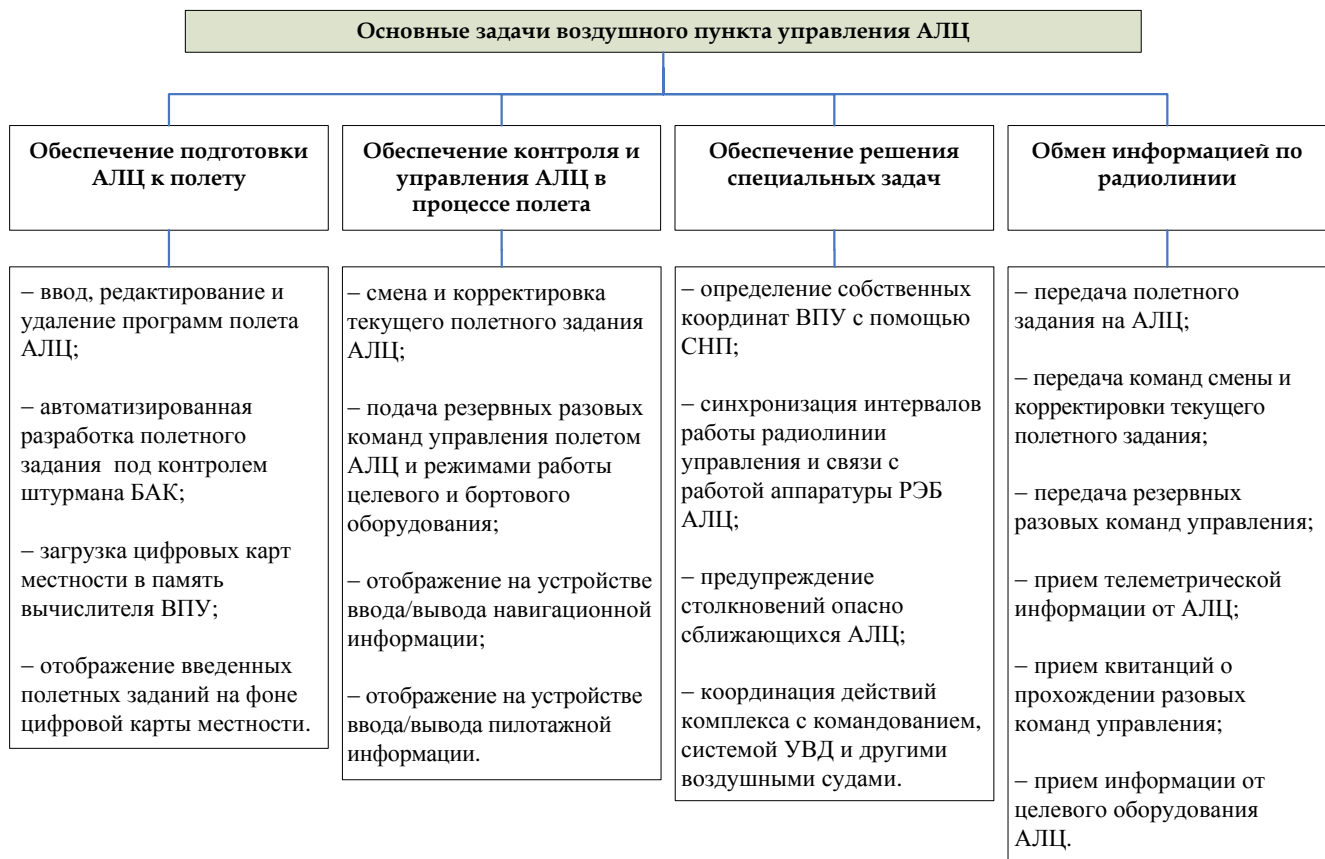 Основные задачи воздушного пункта управления АЛЦ
Обеспечение подготовки
АЛЦ к полету
Обеспечение контроля и
управления АЛЦ в
процессе полета
Обеспечение решения
специальных задач
Обмен информацией по
радиолинии
– ввод, редактирование и
удаление программ полета
АЛЦ;
– автоматизированная
разработка полетного
задания под контролем
штурмана БАК;
– загрузка цифровых карт
местности в память
вычислителя ВПУ;
– отображение введенных
полетных заданий на фоне
цифровой карты местности.
– смена и корректировка
текущего полетного задания
АЛЦ;
– подача резервных разовых
команд управления полетом
АЛЦ и режимами работы
целевого и бортового
оборудования;
– отображение на устройстве
ввода/вывода навигационной
информации;
– отображение на устройстве
ввода/вывода пилотажной
информации.
– определение собственных
координат ВПУ с помощью
СНП;
– синхронизация интервалов
работы радиолинии
управления и связи с
работой аппаратуры РЭБ
АЛЦ;
– предупреждение
столкновений опасно
сближающихся АЛЦ;
– координация действий
комплекса с командованием,
системой УВД и другими
воздушными судами.
– передача полетного
задания на АЛЦ;
– передача команд смены и
корректировки текущего
полетного задания;
– передача резервных
разовых команд управления;
– прием телеметрической
информации от АЛЦ;
– прием квитанций о
прохождении разовых
команд управления;
– прием информации от
целевого оборудования
АЛЦ.